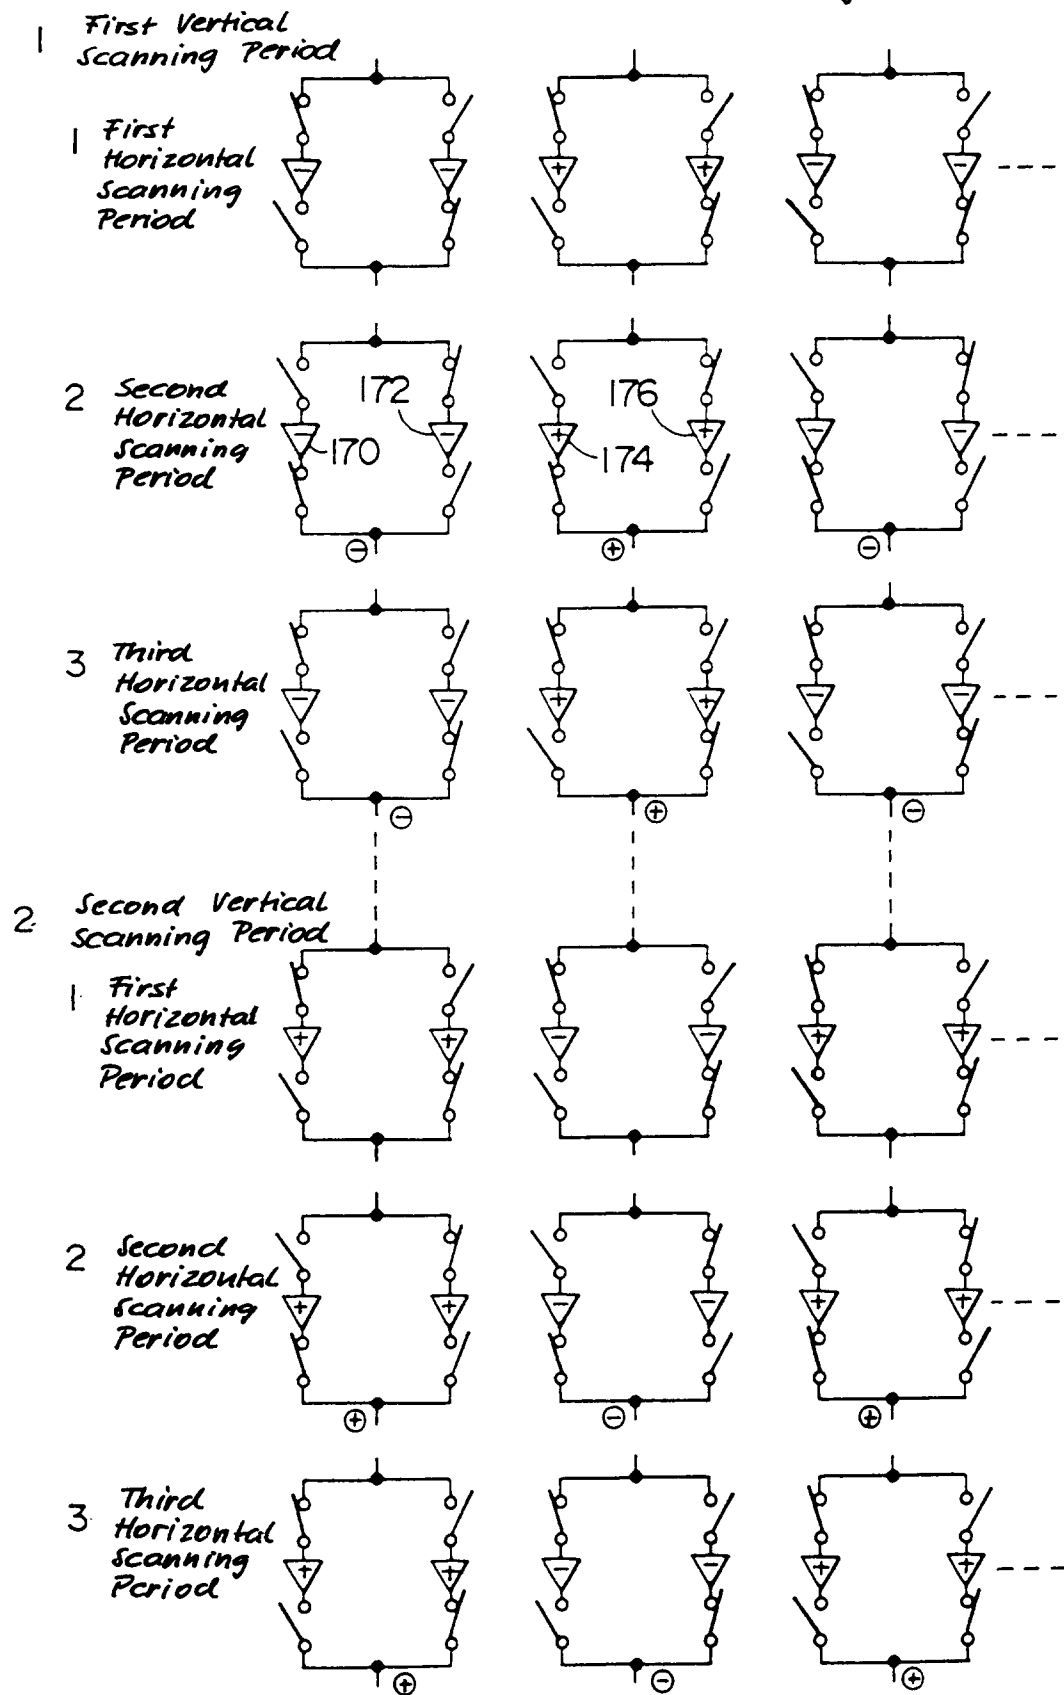 1 First Vertical
Scanning Period
1 First
Horizontal
Scanning
Period
- - + + - -
2 Second
Horizontal
Scanning
Period
172 176
- - + + - -
170 174
⊖ ⊕ ⊖
3 Third
Horizontal
Scanning
Period
- - + + - -
⊖ ⊕ ⊖
2. Second Vertical
Scanning Period
1 First
Horizontal
Scanning
Period
+ + - - + +
2 Second
Horizontal
Scanning
Period
+ + - - + +
⊕ ⊖ ⊕
3 Third
Horizontal
Scanning
Period
+ + - - + +
⊕ ⊖ ⊕